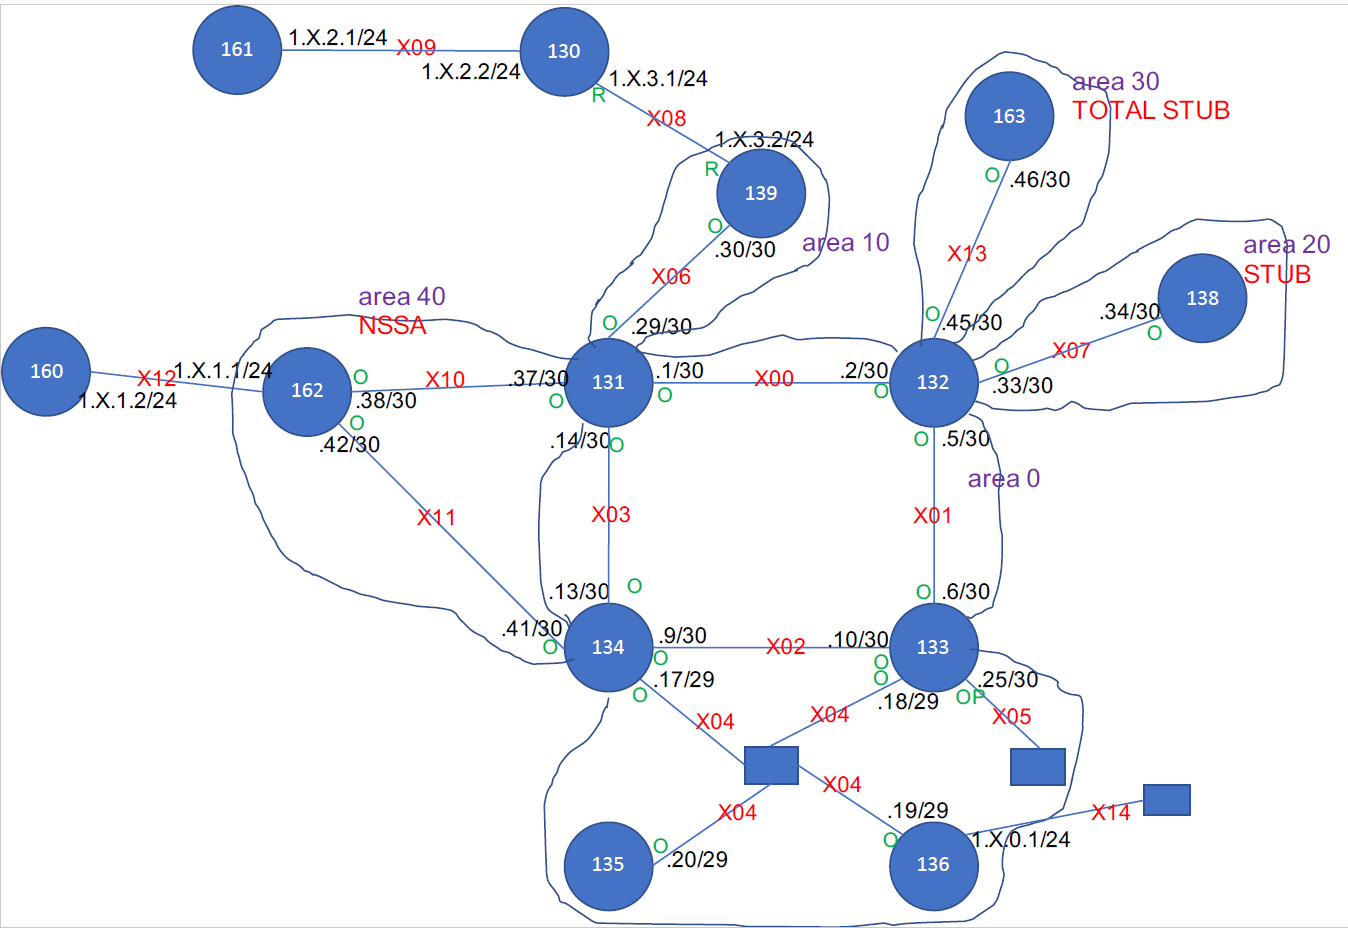 161
1.X.2.1/24
X09
1.X.2.2/24
130
1.X.3.1/24
R
X08
1.X.3.2/24
R
139
O
.30/30
area 10
X06
O
.29/30
area 30
TOTAL STUB
163
O
.46/30
X13
O
.45/30
area 20
STUB
138
.34/30
O
X07
O
.33/30
area 40
NSSA
160
X12
1.X.1.1/24
1.X.1.2/24
162
O
.38/30
O
.42/30
X10
.37/30
O
131
.1/30
O
X00
.2/30
O
132
.14/30
O
O
.5/30
area 0
X11
X03
X01
.13/30
O
O
.6/30
.41/30
O
134
.9/30
O
X02
.10/30
O
O
133
.17/29
O
.18/29
.25/30
OP
X04
X04
X05
X04
X04
X14
.19/29
O
1.X.0.1/24
135
O
.20/29
136